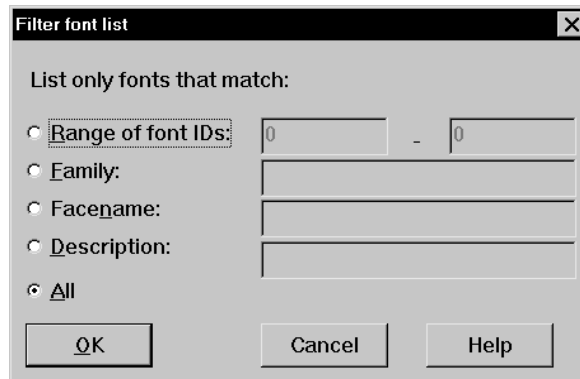 Filter font list
List only fonts that match:
Range of font IDs: 0 - 0
Family:
Facename:
Description:
All
OK Cancel Help